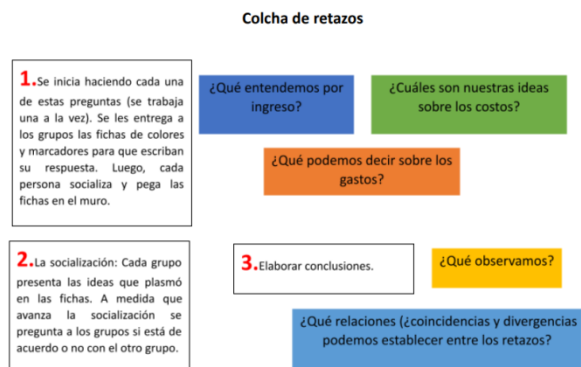 Colcha de retazos
1.Se inicia haciendo cada una
de estas preguntas (se trabaja
una a la vez). Se les entrega a
los grupos las fichas de colores
y marcadores para que escriban
su respuesta. Luego, cada
persona socializa y pega las
fichas en el muro.
¿Qué entendemos por
ingreso?
¿Cuáles son nuestras ideas
sobre los costos?
¿Qué podemos decir sobre los
gastos?
2.La socialización: Cada grupo
presenta las ideas que plasmó
en las fichas. A medida que
avanza la socialización se
pregunta a los grupos si está de
acuerdo o no con el otro grupo.
3.Elaborar conclusiones.
¿Qué observamos?
¿Qué relaciones (¿coincidencias y divergencias
podemos establecer entre los retazos?